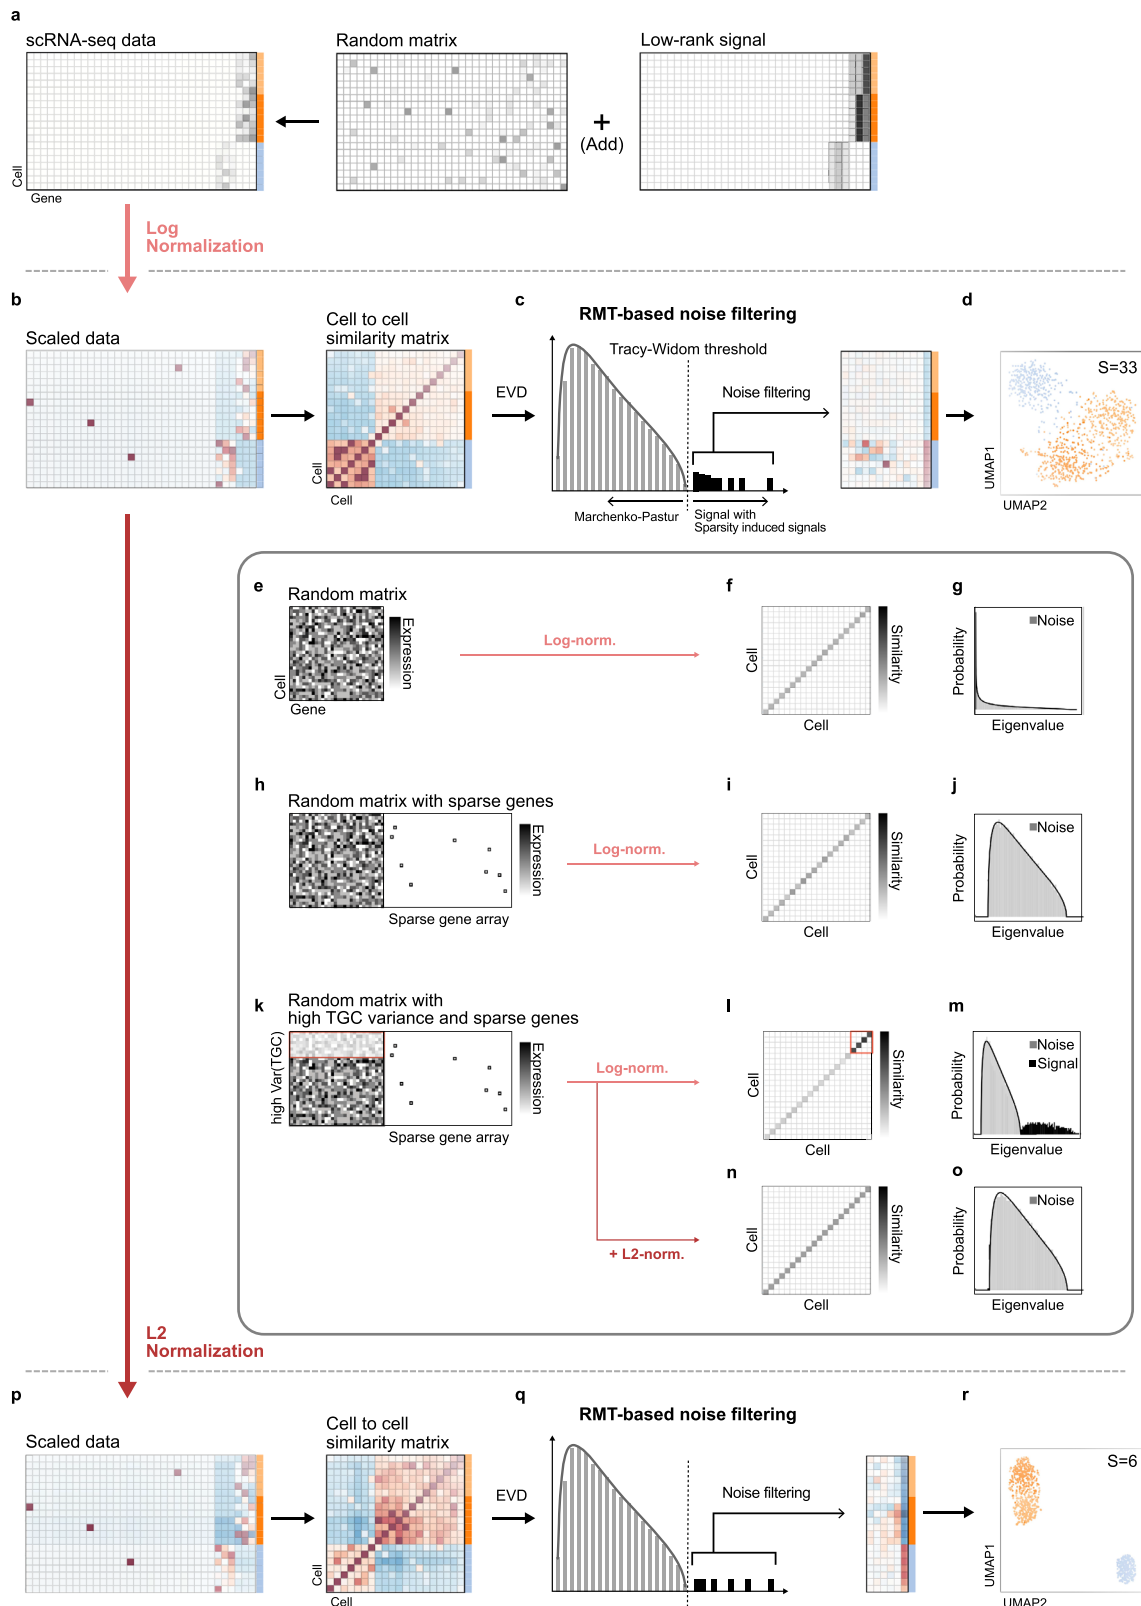 a
scRNA-seq data
Random matrix
Low-rank signal
+
(Add)
Cell
Gene
Log
Normalization
b
c
d
Scaled data
Cell to cell
similarity matrix
RMT-based noise filtering
Tracy-Widom threshold
S=33
EVD
Noise filtering
Cell
Cell
Marchenko-Pastur
Signal with
Sparsity induced signals
UMAP1
UMAP2
e
Random matrix
Expression
Cell
Gene
Log-norm.
f
Cell
Similarity
Cell
g
Noise
Probability
Eigenvalue
h
Random matrix with sparse genes
Expression
Sparse gene array
Log-norm.
i
Cell
Similarity
Cell
j
Noise
Probability
Eigenvalue
k
Random matrix with
high TGC variance and sparse genes
high Var(TGC)
Expression
Sparse gene array
Log-norm.
l
Cell
Similarity
Cell
m
Noise
Signal
Probability
Eigenvalue
+ L2-norm.
n
Cell
Similarity
Cell
o
Noise
Probability
Eigenvalue
L2
Normalization
p
q
r
Scaled data
Cell to cell
similarity matrix
RMT-based noise filtering
S=6
EVD
Noise filtering
Cell
Cell
UMAP1
UMAP2